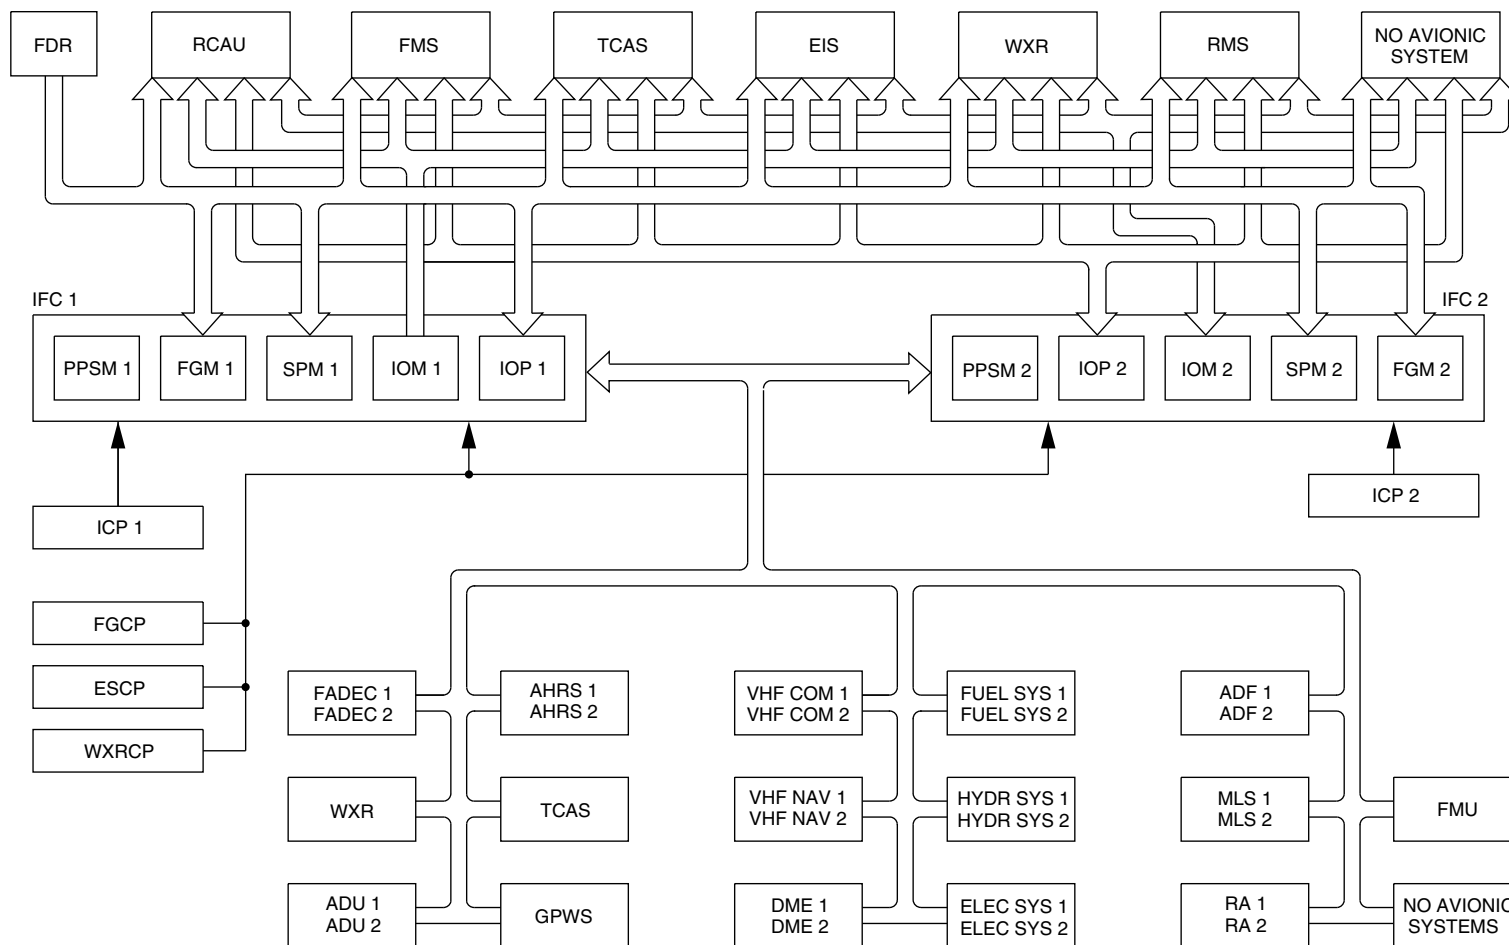 FDR
RCAU
FMS
TCAS
EIS
WXR
RMS
NO AVIONIC
SYSTEM
IFC 1
IFC 2
PPSM 1
FGM 1
SPM 1
IOM 1
IOP 1
PPSM 2
IOP 2
IOM 2
SPM 2
FGM 2
ICP 1
ICP 2
FGCP
ESCP
WXRCP
FADEC 1
FADEC 2
AHRS 1
AHRS 2
VHF COM 1
VHF COM 2
FUEL SYS 1
FUEL SYS 2
ADF 1
ADF 2
WXR
TCAS
VHF NAV 1
VHF NAV 2
HYDR SYS 1
HYDR SYS 2
MLS 1
MLS 2
FMU
ADU 1
ADU 2
GPWS
DME 1
DME 2
ELEC SYS 1
ELEC SYS 2
RA 1
RA 2
NO AVIONIC
SYSTEMS